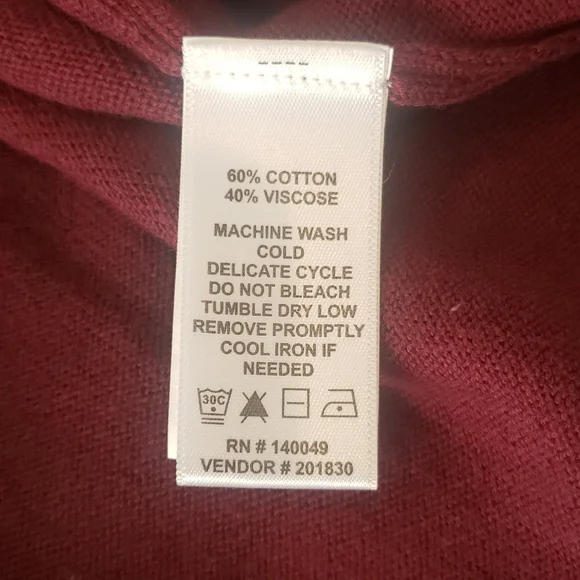 60% COTTON
40% VISCOSE
MACHINE WASH
COLD
DELICATE CYCLE
DO NOT BLEACH
TUMBLE DRY LOW
REMOVE PROMPTLY
COOL IRON IF
NEEDED
30C
RN # 140049
VENDOR # 201830